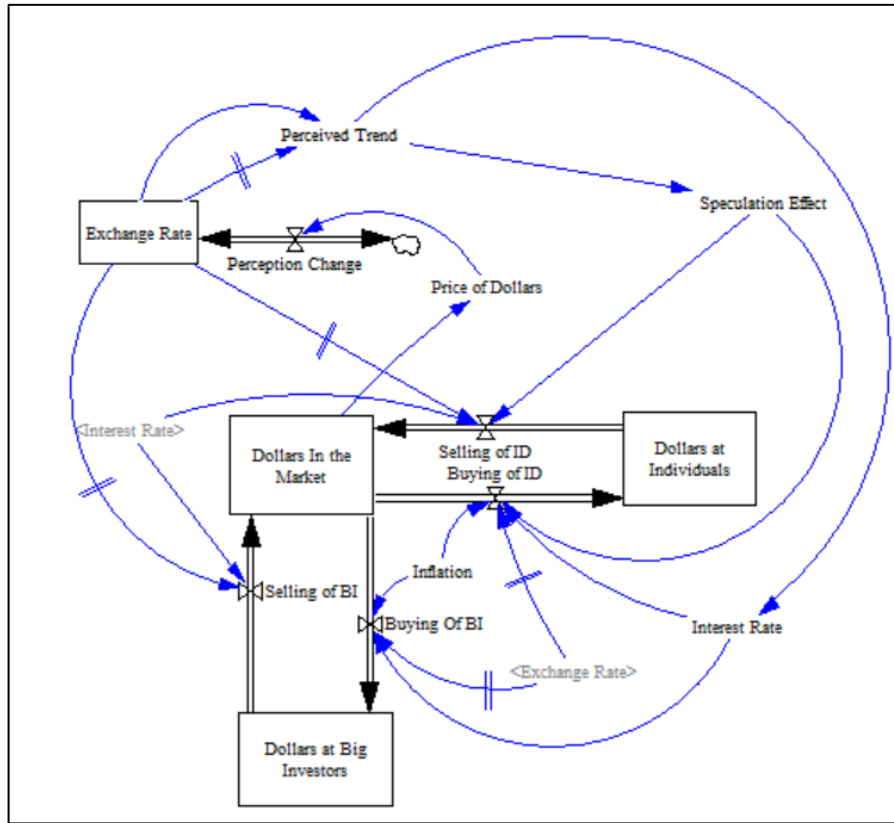 Perceived Trend
Speculation Effect
Exchange Rate
Perception Change
Price of Dollars
<Interest Rate>
Dollars In the
Market
Selling of ID
Buying of ID
Dollars at
Individuals
Inflation
Selling of BI
Buying Of BI
Interest Rate
<Exchange Rate>
Dollars at Big
Investors